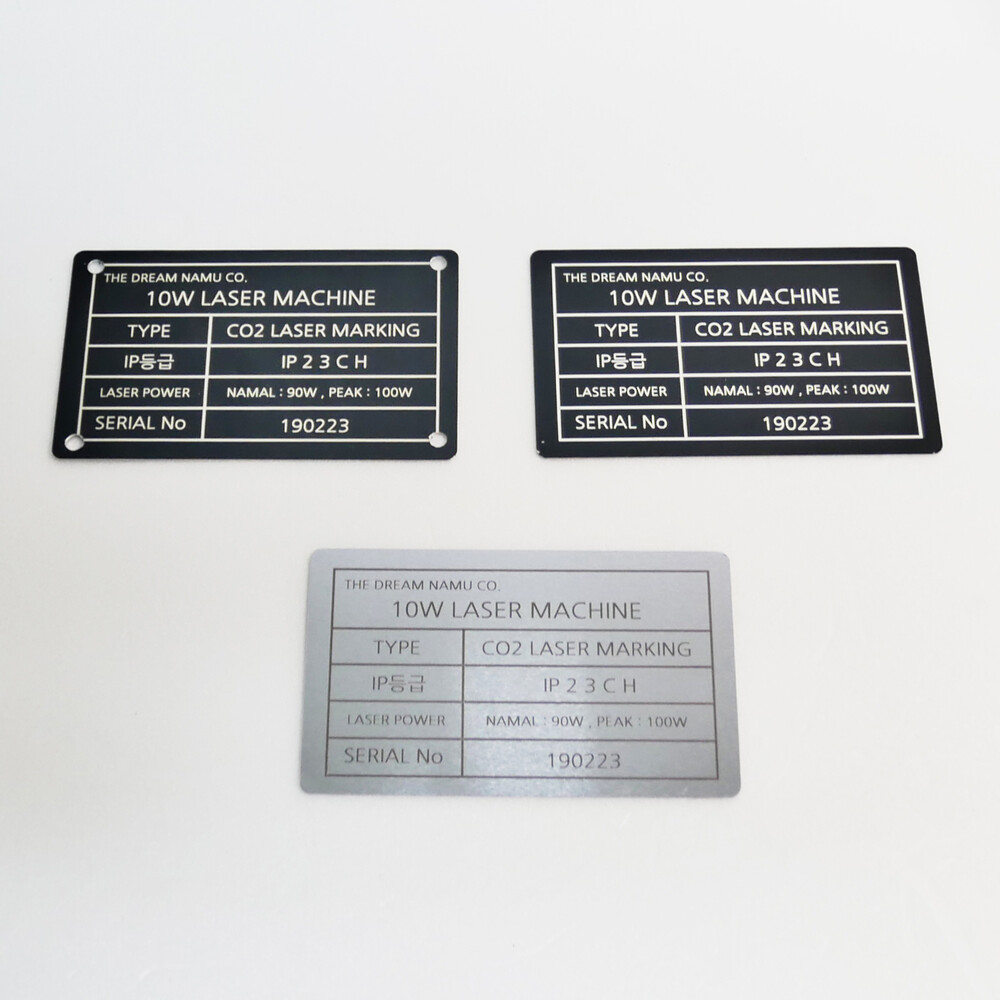 THE DREAM NAMU CO.
10W LASER MACHINE
TYPE CO2 LASER MARKING
IP등급 IP 2 3 C H
LASER POWER NAMAL : 90W , PEAK : 100W
SERIAL No 190223
THE DREAM NAMU CO.
10W LASER MACHINE
TYPE CO2 LASER MARKING
IP등급 IP 2 3 C H
LASER POWER NAMAL : 90W , PEAK : 100W
SERIAL No 190223
THE DREAM NAMU CO.
10W LASER MACHINE
TYPE CO2 LASER MARKING
IP등급 IP 2 3 C H
LASER POWER NAMAL : 90W , PEAK : 100W
SERIAL No 190223